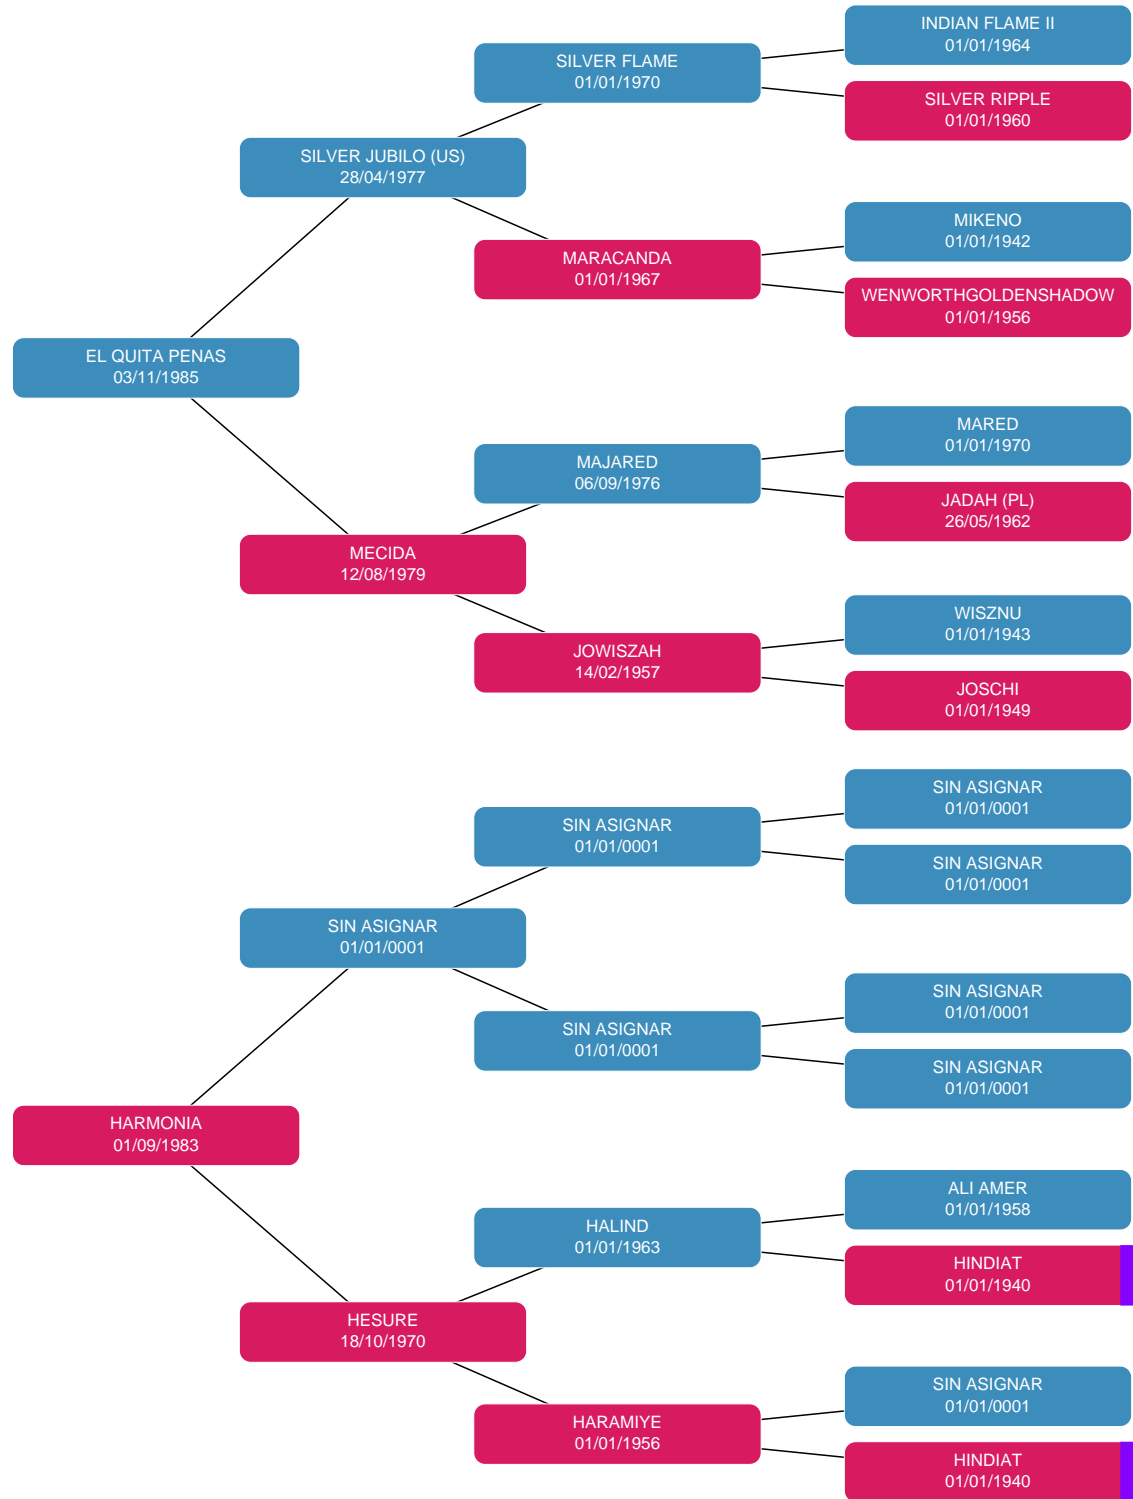 INDIAN FLAME II
01/01/1964
SILVER FLAME
01/01/1970
SILVER RIPPLE
01/01/1960
SILVER JUBILO (US)
28/04/1977
MIKENO
01/01/1942
MARACANDA
01/01/1967
WENWORTHGOLDENSHADOW
01/01/1956
EL QUITA PENAS
03/11/1985
MARED
01/01/1970
MAJARED
06/09/1976
JADAH (PL)
26/05/1962
MECIDA
12/08/1979
WISZNU
01/01/1943
JOWISZAH
14/02/1957
JOSCHI
01/01/1949
SIN ASIGNAR
01/01/0001
SIN ASIGNAR
01/01/0001
SIN ASIGNAR
01/01/0001
SIN ASIGNAR
01/01/0001
SIN ASIGNAR
01/01/0001
SIN ASIGNAR
01/01/0001
SIN ASIGNAR
01/01/0001
HARMONIA
01/09/1983
ALI AMER
01/01/1958
HALIND
01/01/1963
HINDIAT
01/01/1940
HESURE
18/10/1970
SIN ASIGNAR
01/01/0001
HARAMIYE
01/01/1956
HINDIAT
01/01/1940